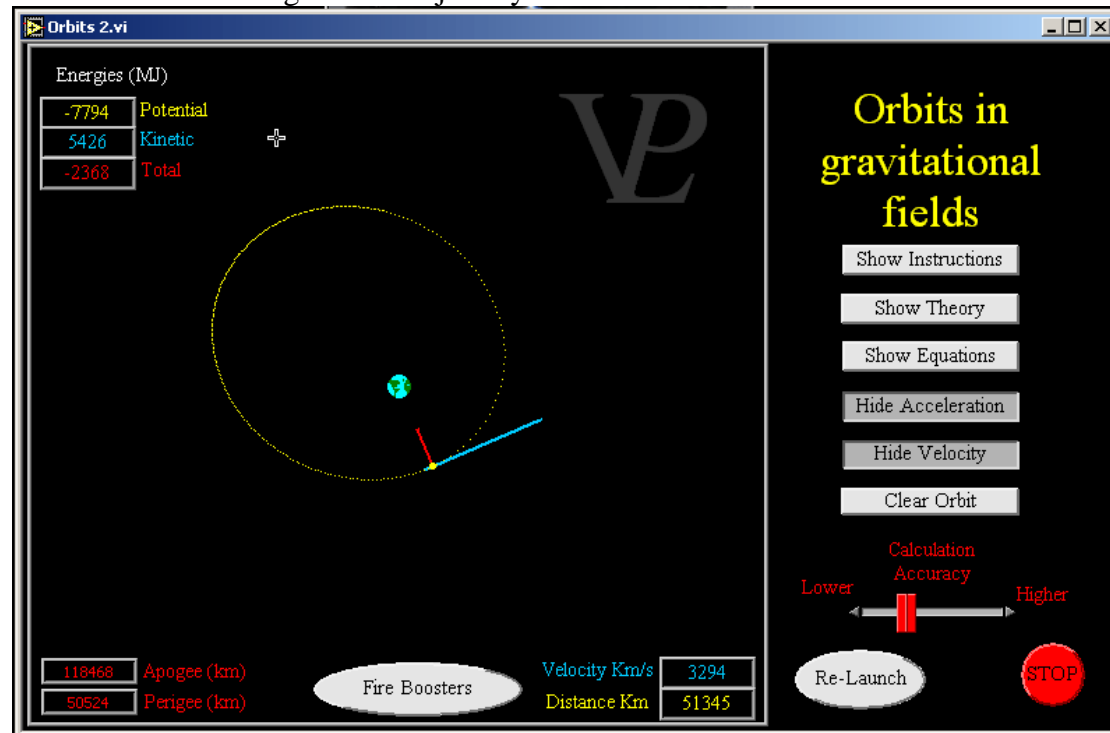 Orbits 2.vi
Energies (MJ)
-7794 Potential
5426 Kinetic
-2368 Total
VPL
Orbits in
gravitational
fields
Show Instructions
Show Theory
Show Equations
Hide Acceleration
Hide Velocity
Clear Orbit
Calculation
Accuracy
Lower
Higher
118468 Apogee (km)
50524 Perigee (km)
Fire Boosters
Velocity Km/s 3294
Distance Km 51345
Re-Launch
STOP